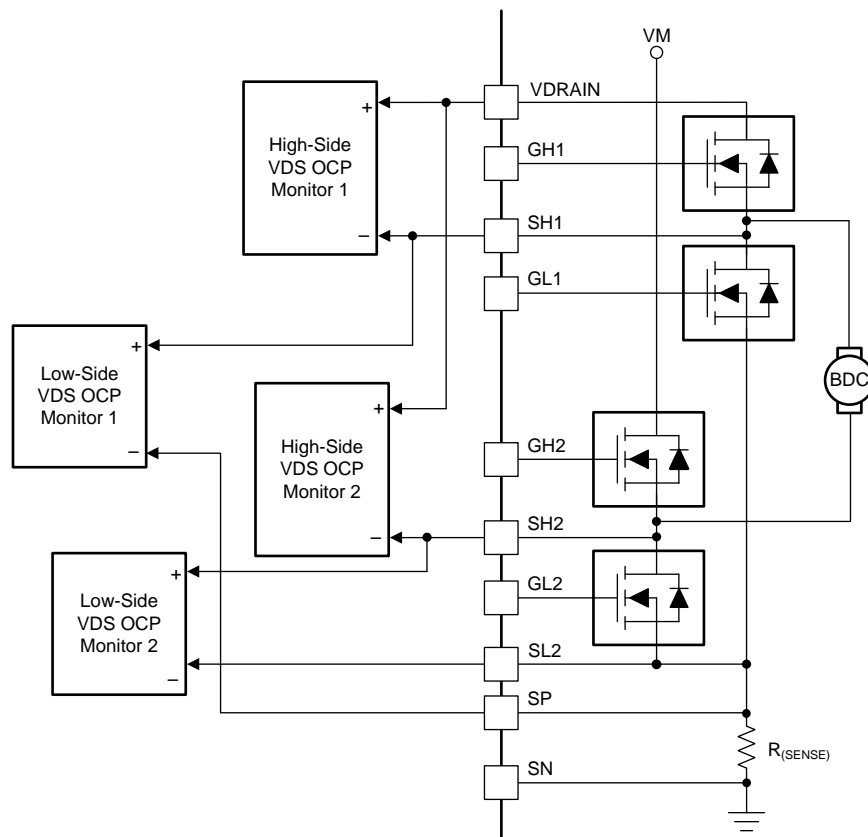 VM
VDRAIN
+
High-Side
VDS OCP
Monitor 1
–
GH1
SH1
GL1
+
Low-Side
VDS OCP
Monitor 1
–
BDC
+
High-Side
VDS OCP
Monitor 2
–
GH2
SH2
+
Low-Side
VDS OCP
Monitor 2
–
GL2
SL2
SP
R(SENSE)
SN